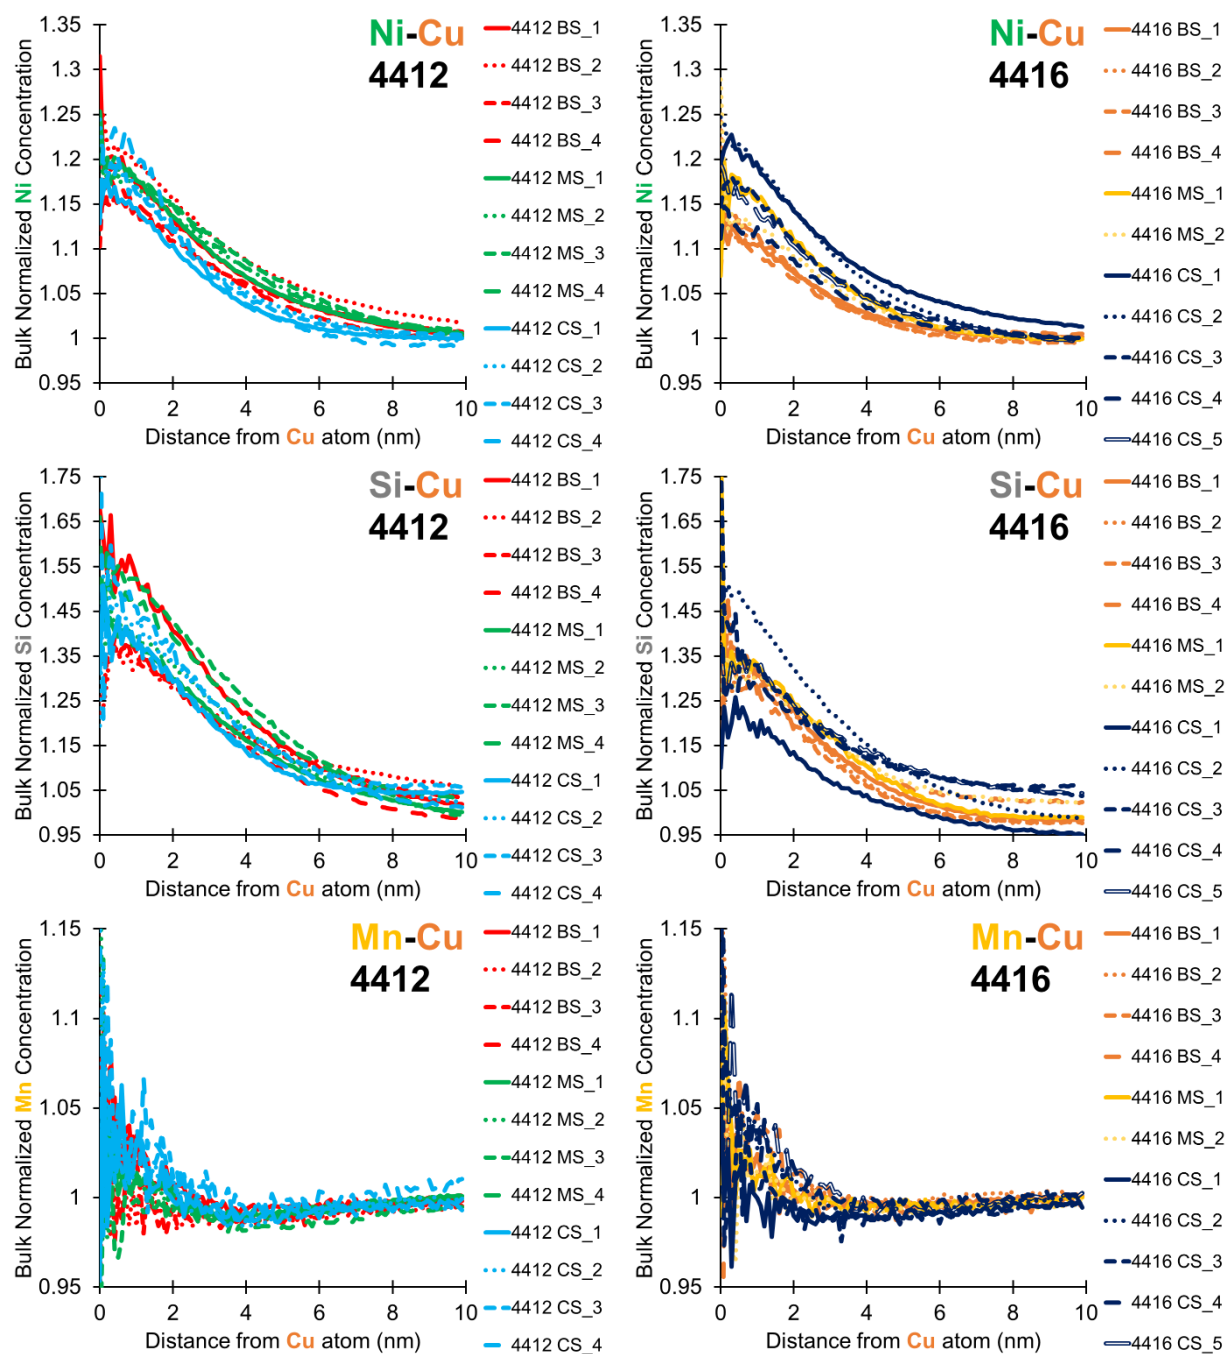 Ni-Cu
4412
Bulk Normalized Ni Concentration
1.35
1.3
1.25
1.2
1.15
1.1
1.05
1
0.95
0
2
4
6
8
10
Distance from Cu atom (nm)
4412 BS_1
4412 BS_2
4412 BS_3
4412 BS_4
4412 MS_1
4412 MS_2
4412 MS_3
4412 MS_4
4412 CS_1
4412 CS_2
4412 CS_3
4412 CS_4
Ni-Cu
4416
Bulk Normalized Ni Concentration
1.35
1.3
1.25
1.2
1.15
1.1
1.05
1
0.95
0
2
4
6
8
10
Distance from Cu atom (nm)
4416 BS_1
4416 BS_2
4416 BS_3
4416 BS_4
4416 MS_1
4416 MS_2
4416 CS_1
4416 CS_2
4416 CS_3
4416 CS_4
4416 CS_5
Si-Cu
4412
Bulk Normalized Si Concentration
1.75
1.65
1.55
1.45
1.35
1.25
1.15
1.05
0.95
0
2
4
6
8
10
Distance from Cu atom (nm)
4412 BS_1
4412 BS_2
4412 BS_3
4412 BS_4
4412 MS_1
4412 MS_2
4412 MS_3
4412 MS_4
4412 CS_1
4412 CS_2
4412 CS_3
4412 CS_4
Si-Cu
4416
Bulk Normalized Si Concentration
1.75
1.65
1.55
1.45
1.35
1.25
1.15
1.05
0.95
0
2
4
6
8
10
Distance from Cu atom (nm)
4416 BS_1
4416 BS_2
4416 BS_3
4416 BS_4
4416 MS_1
4416 MS_2
4416 CS_1
4416 CS_2
4416 CS_3
4416 CS_4
4416 CS_5
Mn-Cu
4412
Bulk Normalized Mn Concentration
1.15
1.1
1.05
1
0.95
0
2
4
6
8
10
Distance from Cu atom (nm)
4412 BS_1
4412 BS_2
4412 BS_3
4412 BS_4
4412 MS_1
4412 MS_2
4412 MS_3
4412 MS_4
4412 CS_1
4412 CS_2
4412 CS_3
4412 CS_4
Mn-Cu
4416
Bulk Normalized Mn Concentration
1.15
1.1
1.05
1
0.95
0
2
4
6
8
10
Distance from Cu atom (nm)
4416 BS_1
4416 BS_2
4416 BS_3
4416 BS_4
4416 MS_1
4416 MS_2
4416 CS_1
4416 CS_2
4416 CS_3
4416 CS_4
4416 CS_5